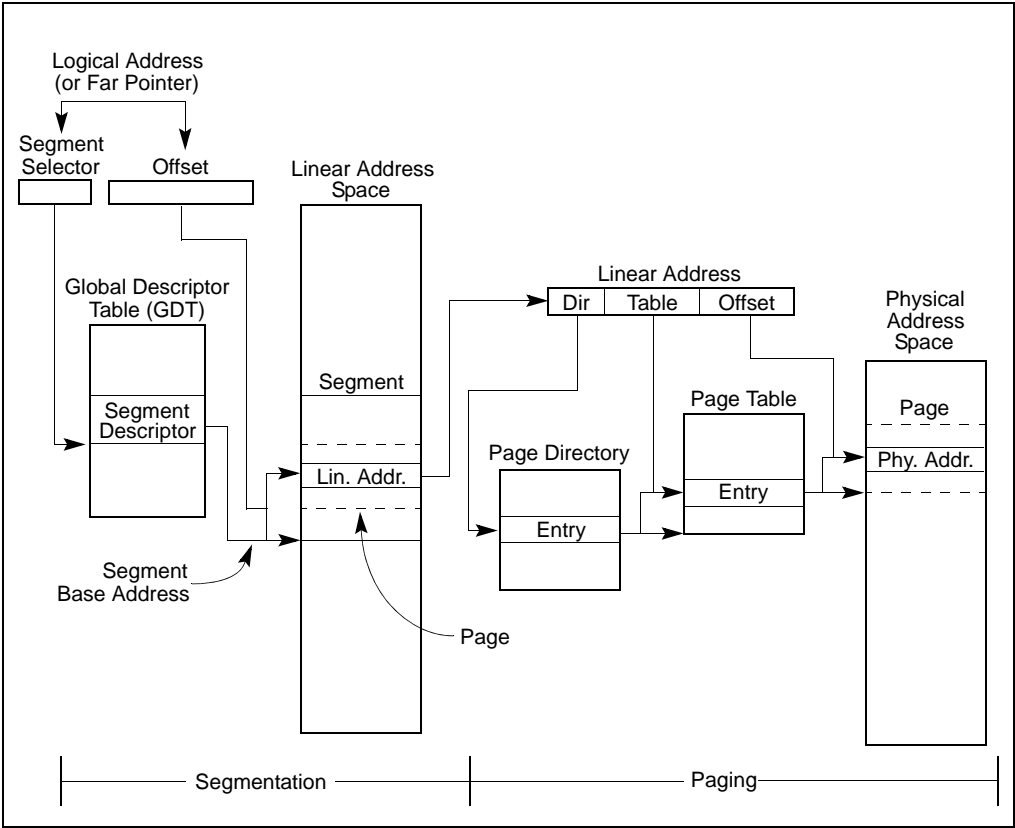 Logical Address
(or Far Pointer)
Segment
Selector
Offset
Linear Address
Space
Global Descriptor
Table (GDT)
Segment
Descriptor
Segment
Lin. Addr.
Segment
Base Address
Page
Linear Address
Dir
Table
Offset
Page Directory
Entry
Page Table
Entry
Physical
Address
Space
Page
Phy. Addr.
Segmentation
Paging